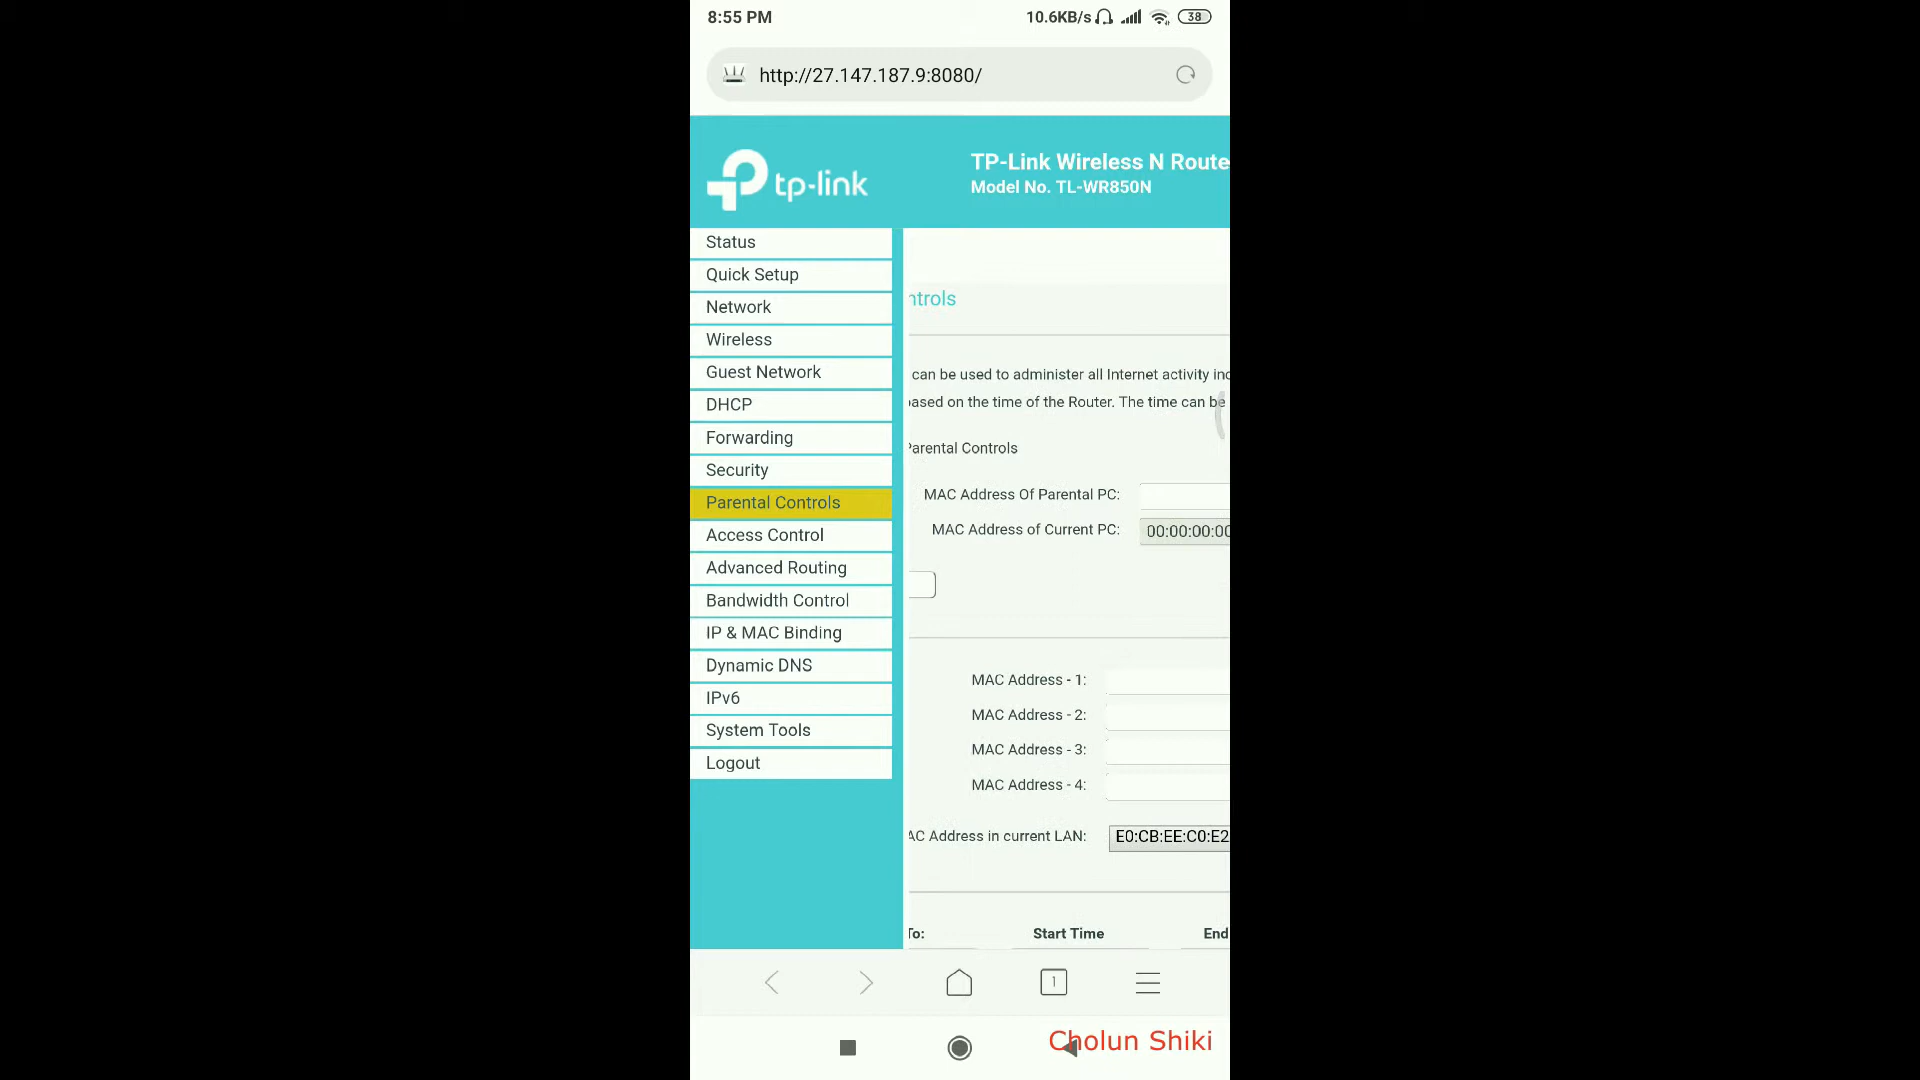 8:55 PM
10.6KB/s
38
http://27.147.187.9:8080/
tp-link
TP-Link Wireless N Route
Model No. TL-WR850N
Status
Quick Setup
Network
Wireless
Guest Network
DHCP
Forwarding
Security
Parental Controls
Access Control
Advanced Routing
Bandwidth Control
IP & MAC Binding
Dynamic DNS
IPv6
System Tools
Logout
ntrols
can be used to administer all Internet activity inc
ased on the time of the Router. The time can be
Parental Controls
MAC Address Of Parental PC:
MAC Address of Current PC:
00:00:00:00
MAC Address - 1:
MAC Address - 2:
MAC Address - 3:
MAC Address - 4:
AC Address in current LAN:
E0:CB:EE:C0:E2
To:
Start Time
End
1
Cholun Shiki